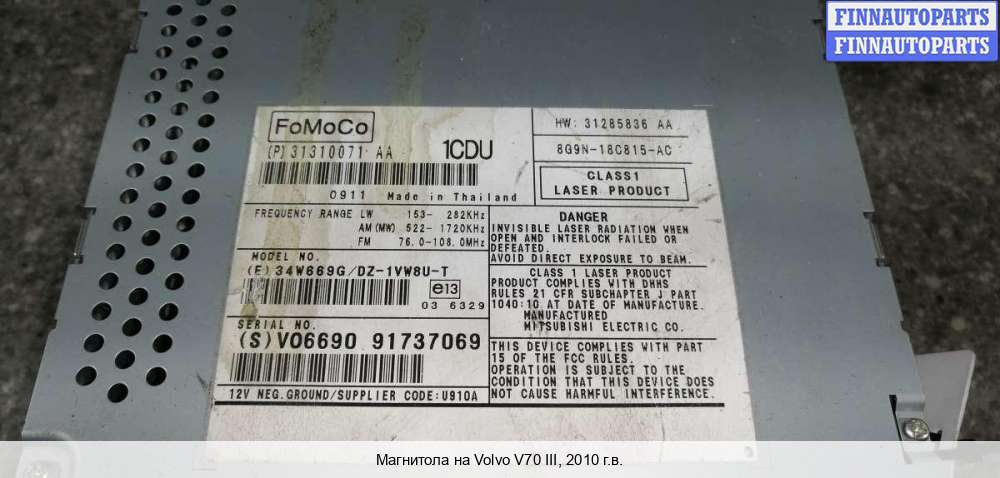 FINNAUTOPARTS
FINNAUTOPARTS
FoMoCo
(P) 31310071 AA 1CDU
0911 Made in Thailand
FREQUENCY RANGE LW 153- 282KHz
AM (MW) 522- 1720KHz
FM 76.0-108.0MHz
MODEL NO.
(E) 34W669G/DZ-1VW8U-T
e13
03 6329
SERIAL NO.
(S) VO6690 91737069
12V NEG.GROUND/SUPPLIER CODE:U910A
HW: 31285836 AA
8G9N-18C815-AC
CLASS1
LASER PRODUCT
DANGER
INVISIBLE LASER RADIATION WHEN
OPEN AND INTERLOCK FAILED OR
DEFEATED.
AVOID DIRECT EXPOSURE TO BEAM.
CLASS 1 LASER PRODUCT
PRODUCT COMPLIES WITH DHHS
RULES 21 CFR SUBCHAPTER J PART
1040:10 AT DATE OF MANUFACTURE.
MANUFACTURED
MITSUBISHI ELECTRIC CO.
THIS DEVICE COMPLIES WITH PART
15 OF THE FCC RULES.
OPERATION IS SUBJECT TO THE
CONDITION THAT THIS DEVICE DOES
NOT CAUSE HARMFUL INTERFERENCE.
Магнитола на Volvo V70 III, 2010 г.в.